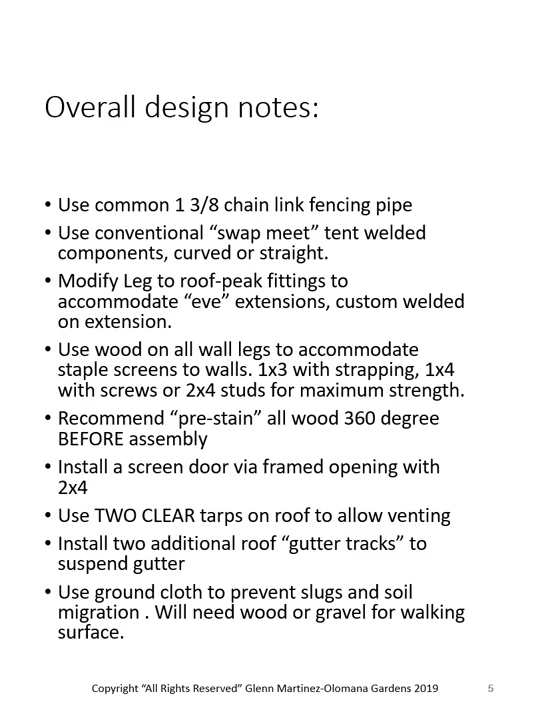 Overall design notes:
• Use common 1 3/8 chain link fencing pipe
• Use conventional “swap meet” tent welded
components, curved or straight.
• Modify Leg to roof-peak fittings to
accommodate “eve” extensions, custom welded
on extension.
• Use wood on all wall legs to accommodate
staple screens to walls. 1x3 with strapping, 1x4
with screws or 2x4 studs for maximum strength.
• Recommend “pre-stain” all wood 360 degree
BEFORE assembly
• Install a screen door via framed opening with
2x4
• Use TWO CLEAR tarps on roof to allow venting
• Install two additional roof “gutter tracks” to
suspend gutter
• Use ground cloth to prevent slugs and soil
migration . Will need wood or gravel for walking
surface.
Copyright “All Rights Reserved” Glenn Martinez-Olomana Gardens 2019
5